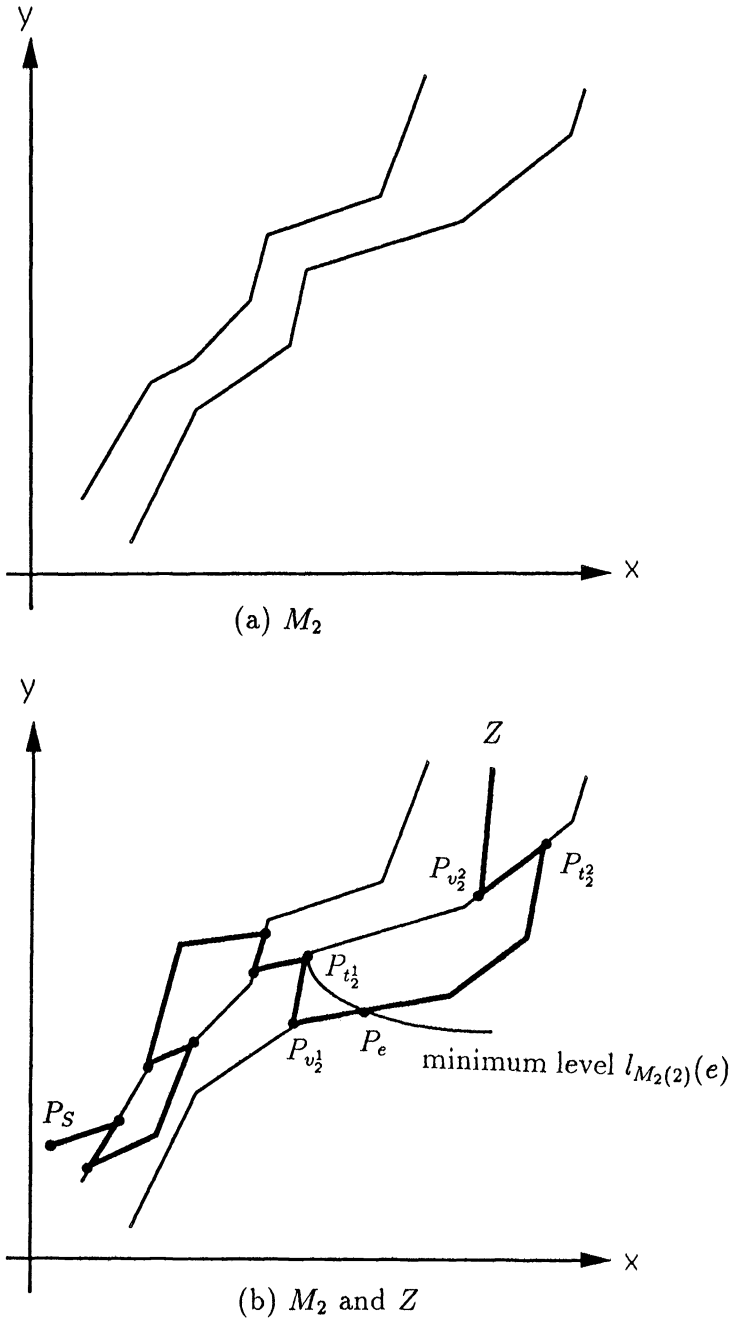 y
x
(a) M₂
y
Z
P_{v_2^2}
P_{t_2^2}
P_{t_2^1}
P_{v_2^1}
P_e
minimum level l_{M_2(2)}(e)
P_S
x
(b) M₂ and Z